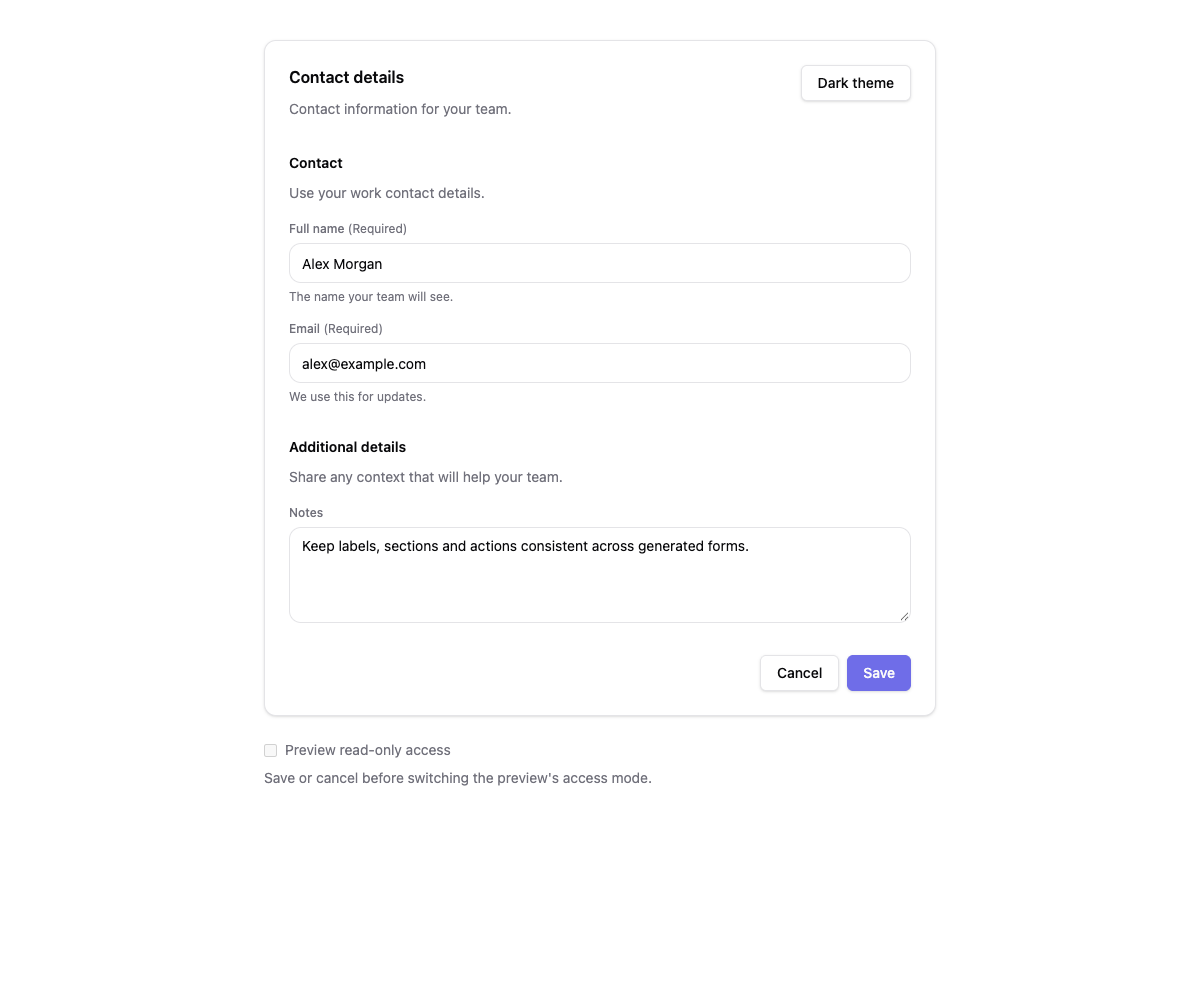 Contact details
Dark theme
Contact information for your team.
Contact
Use your work contact details.
Full name (Required)
Alex Morgan
The name your team will see.
Email (Required)
alex@example.com
We use this for updates.
Additional details
Share any context that will help your team.
Notes
Keep labels, sections and actions consistent across generated forms.
Cancel
Save
Preview read-only access
Save or cancel before switching the preview's access mode.